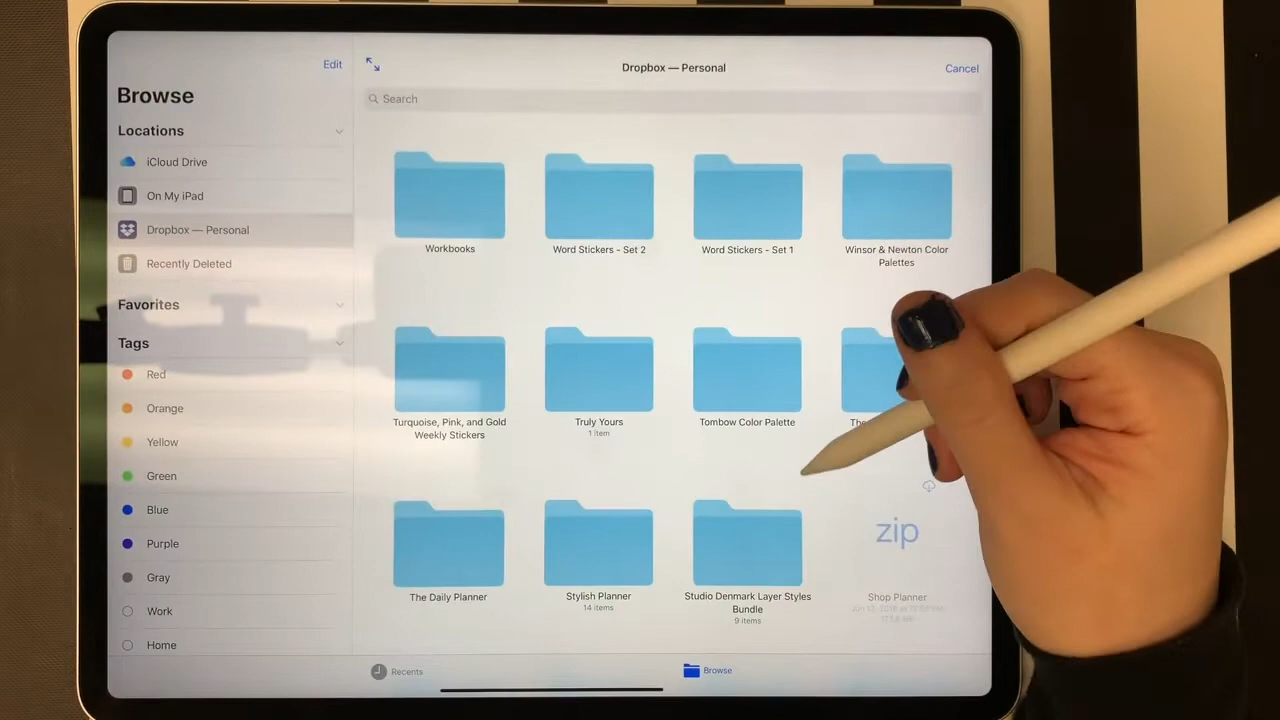 Edit
Browse
Locations
iCloud Drive
On My iPad
Dropbox — Personal
Recently Deleted
Favorites
Tags
Red
Orange
Yellow
Green
Blue
Purple
Gray
Work
Home
Dropbox — Personal
Cancel
Search
Workbooks
Word Stickers - Set 2
Word Stickers - Set 1
Winsor & Newton Color
Palettes
Turquoise, Pink, and Gold
Weekly Stickers
Truly Yours
1 item
Tombow Color Palette
The Daily Planner
Stylish Planner
14 items
Studio Denmark Layer Styles
Bundle
9 items
zip
Shop Planner
Recents
Browse